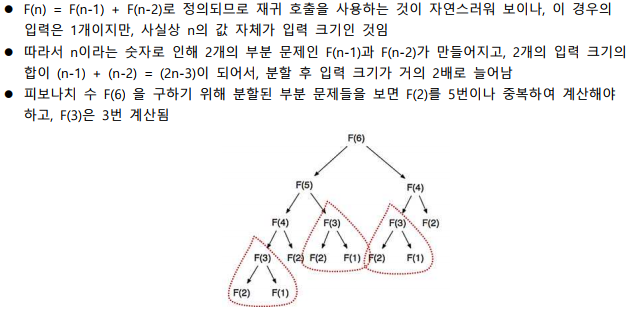 ● F(n) = F(n-1) + F(n-2)로 정의되므로 재귀 호출을 사용하는 것이 자연스러워 보이나, 이 경우의
입력은 1개이지만, 사실상 n의 값 자체가 입력 크기인 것임
● 따라서 n이라는 숫자로 인해 2개의 부분 문제인 F(n-1)과 F(n-2)가 만들어지고, 2개의 입력 크기의
합이 (n-1) + (n-2) = (2n-3)이 되어서, 분할 후 입력 크기가 거의 2배로 늘어남
● 피보나치 수 F(6) 을 구하기 위해 분할된 부분 문제들을 보면 F(2)를 5번이나 중복하여 계산해야
하고, F(3)은 3번 계산됨
F(6)
F(5) F(4)
F(4) F(3) F(3) F(2)
F(3) F(2) F(2) F(1) F(2) F(1)
F(2) F(1)